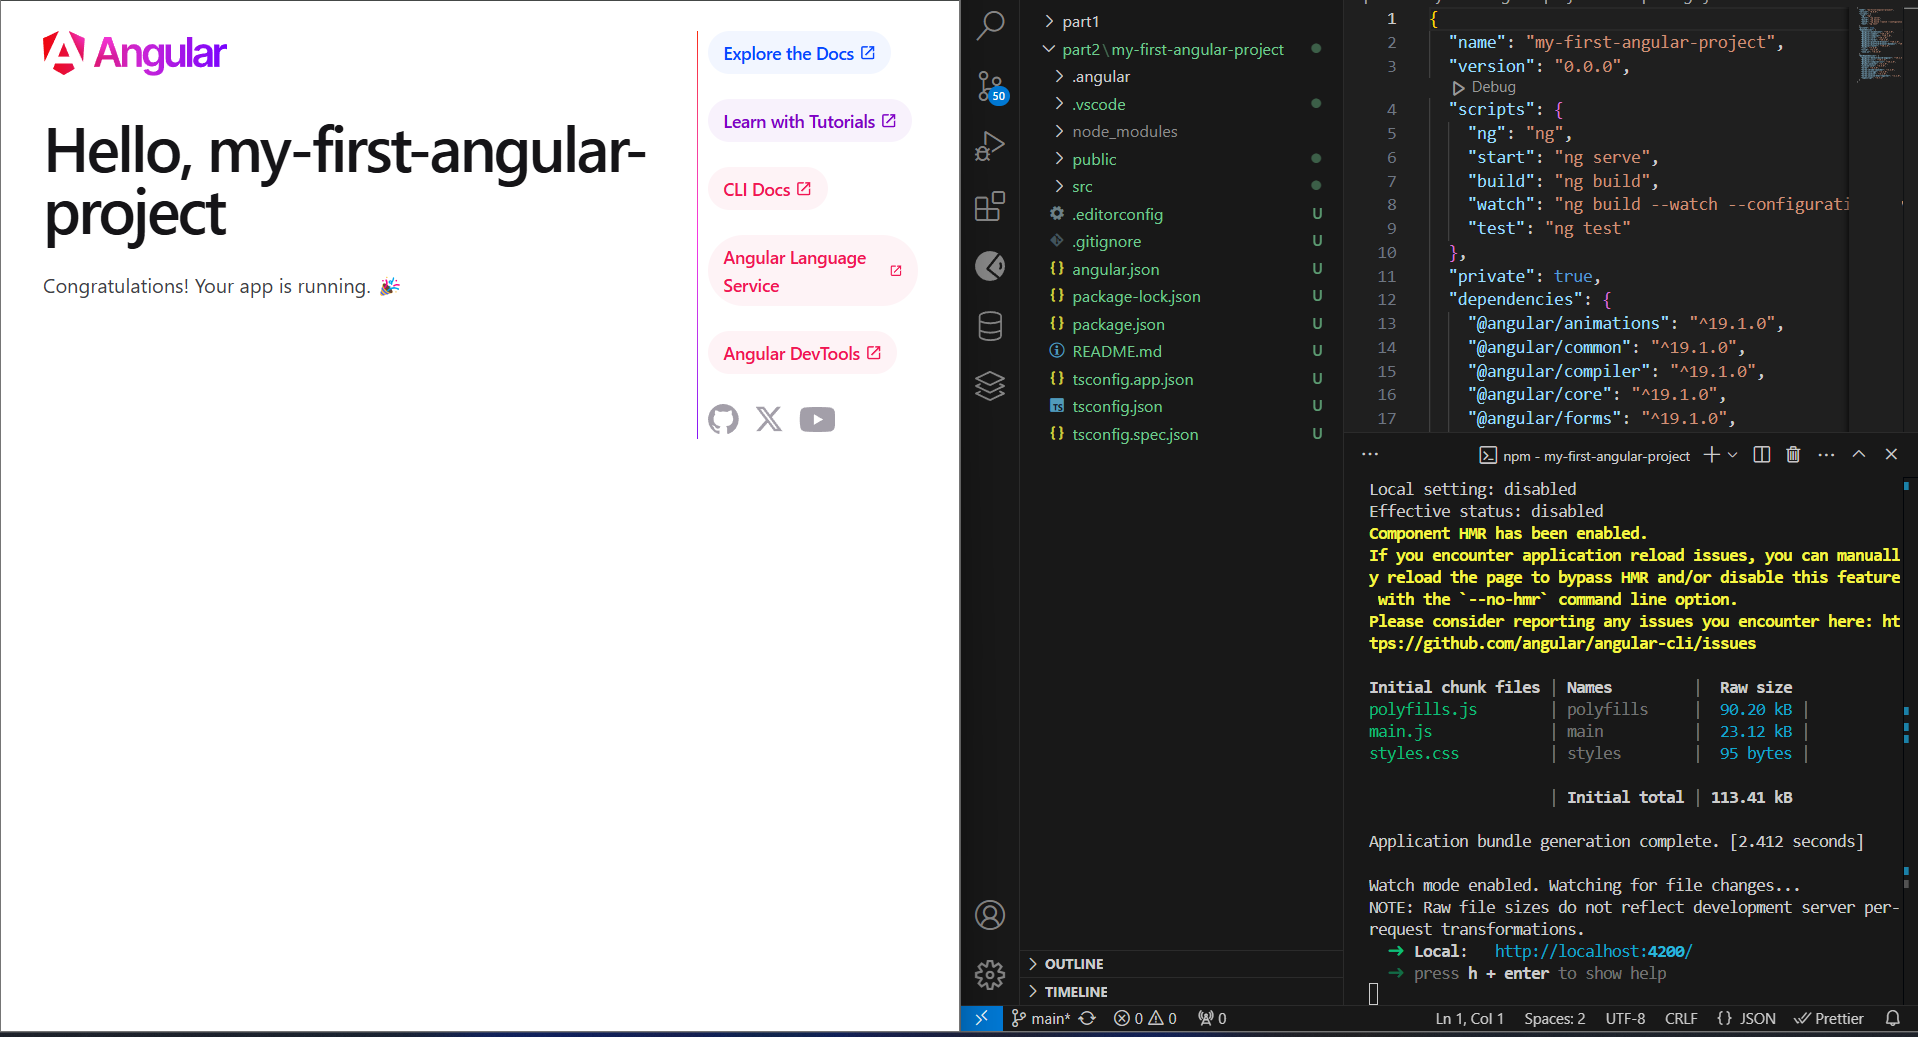 Angular
Hello, my-first-angular-
project
Congratulations! Your app is running. 🎉
Explore the Docs
Learn with Tutorials
CLI Docs
Angular Language
Service
Angular DevTools
50
part1
part2\my-first-angular-project
.angular
.vscode
node_modules
public
src
.editorconfig U
.gitignore U
{} angular.json U
{} package-lock.json U
{} package.json U
README.md U
{} tsconfig.app.json U
TS tsconfig.json U
{} tsconfig.spec.json U
OUTLINE
TIMELINE
1 {
2 "name": "my-first-angular-project",
3 "version": "0.0.0",
Debug
4 "scripts": {
5 "ng": "ng",
6 "start": "ng serve",
7 "build": "ng build",
8 "watch": "ng build --watch --configurati
9 "test": "ng test"
10 },
11 "private": true,
12 "dependencies": {
13 "@angular/animations": "^19.1.0",
14 "@angular/common": "^19.1.0",
15 "@angular/compiler": "^19.1.0",
16 "@angular/core": "^19.1.0",
17 "@angular/forms": "^19.1.0",
npm - my-first-angular-project
Local setting: disabled
Effective status: disabled
Component HMR has been enabled.
If you encounter application reload issues, you can manuall
y reload the page to bypass HMR and/or disable this feature
with the `--no-hmr` command line option.
Please consider reporting any issues you encounter here: ht
tps://github.com/angular/angular-cli/issues
Initial chunk files | Names | Raw size
polyfills.js | polyfills | 90.20 kB |
main.js | main | 23.12 kB |
styles.css | styles | 95 bytes |
| Initial total | 113.41 kB
Application bundle generation complete. [2.412 seconds]
Watch mode enabled. Watching for file changes...
NOTE: Raw file sizes do not reflect development server per-
request transformations.
➜ Local: http://localhost:4200/
➜ press h + enter to show help
main* 0 0 0 Ln 1, Col 1 Spaces: 2 UTF-8 CRLF {} JSON Prettier